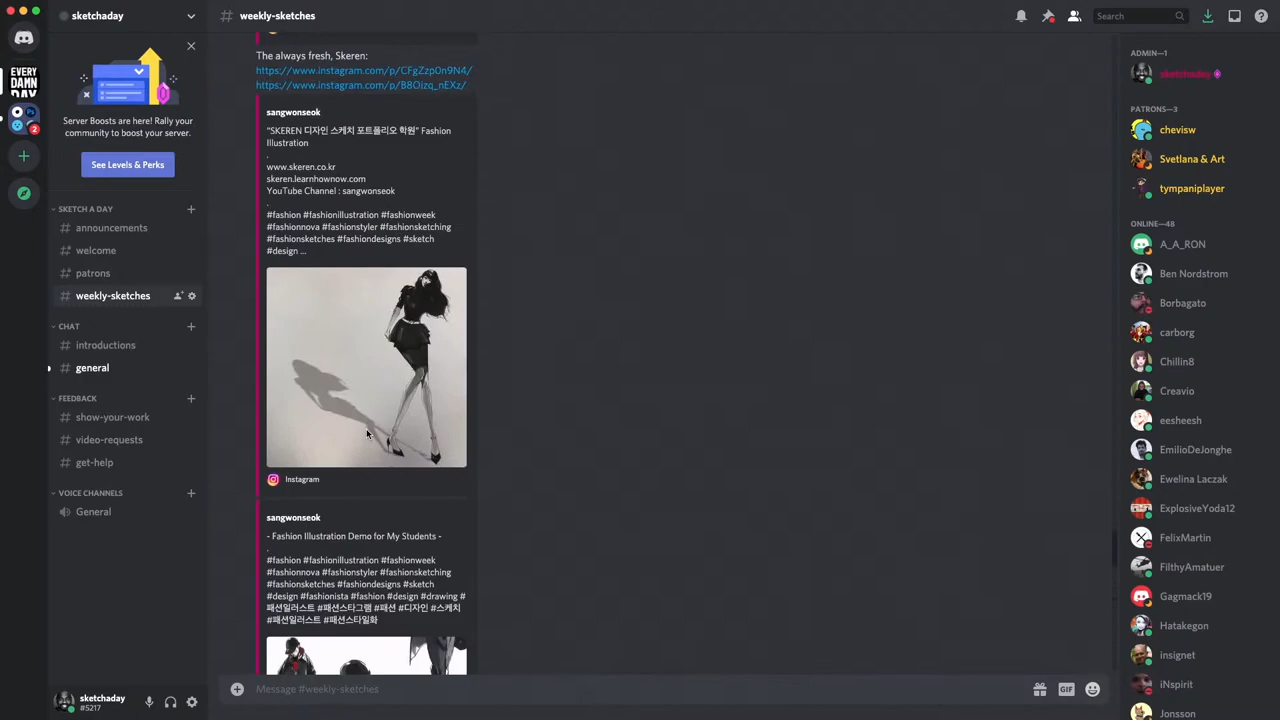 sketchaday
weekly-sketches
Search
EVERY
DAMN
DAY
2
Server Boosts are here! Rally your
community to boost your server.
See Levels & Perks
SKETCH A DAY
announcements
welcome
patrons
weekly-sketches
CHAT
introductions
general
FEEDBACK
show-your-work
video-requests
get-help
VOICE CHANNELS
General
sketchaday
#5217
The always fresh, Skeren:
https://www.instagram.com/p/CFgZzp0n9N4/
https://www.instagram.com/p/B8Oizq_nEXz/
sangwonseok
"SKEREN 디자인 스케치 포트폴리오 학원" Fashion
Illustration
.
www.skeren.co.kr
skeren.learnhownow.com
YouTube Channel : sangwonseok
.
#fashion #fashionillustration #fashionweek
#fashionnova #fashionstyler #fashionsketching
#fashionsketches #fashiondesigns #sketch
#design ...
Instagram
sangwonseok
- Fashion Illustration Demo for My Students -
.
#fashion #fashionillustration #fashionweek
#fashionnova #fashionstyler #fashionsketching
#fashionsketches #fashiondesigns #sketch
#design #fashionista #fashion #design #drawing #
패션일러스트 #패션스타그램 #패션 #디자인 #스케치
#패션일러스트 #패션스타일화
Message #weekly-sketches
GIF
ADMIN—1
sketchaday
PATRONS—3
chevisw
Svetlana & Art
tympaniplayer
ONLINE—48
A_A_RON
Ben Nordstrom
Borbagato
carborg
Chillin8
Creavio
eesheesh
EmilioDeJonghe
Ewelina Laczak
ExplosiveYoda12
FelixMartin
FilthyAmatuer
Gagmack19
Hatakegon
insignet
iNspirit
Jonsson